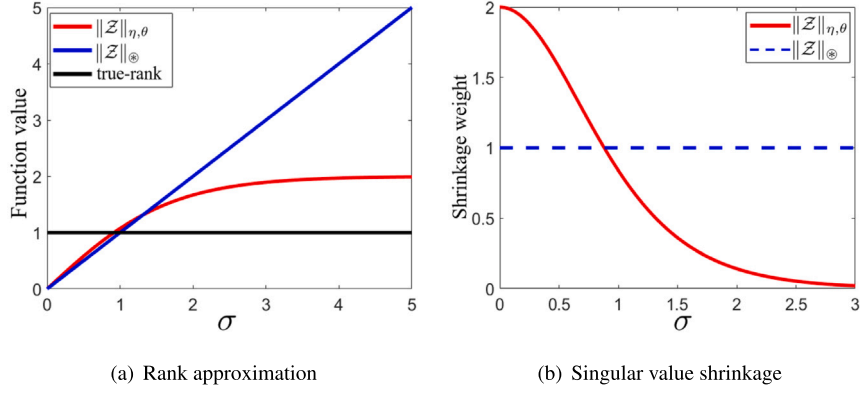 ‖𝒵‖η,θ
‖𝒵‖⊛
true-rank
Function value
5
4
3
2
1
0
0 1 2 3 4 5
σ
(a) Rank approximation
‖𝒵‖η,θ
‖𝒵‖⊛
Shrinkage weight
2
1.5
1
0.5
0
0 0.5 1 1.5 2 2.5 3
σ
(b) Singular value shrinkage